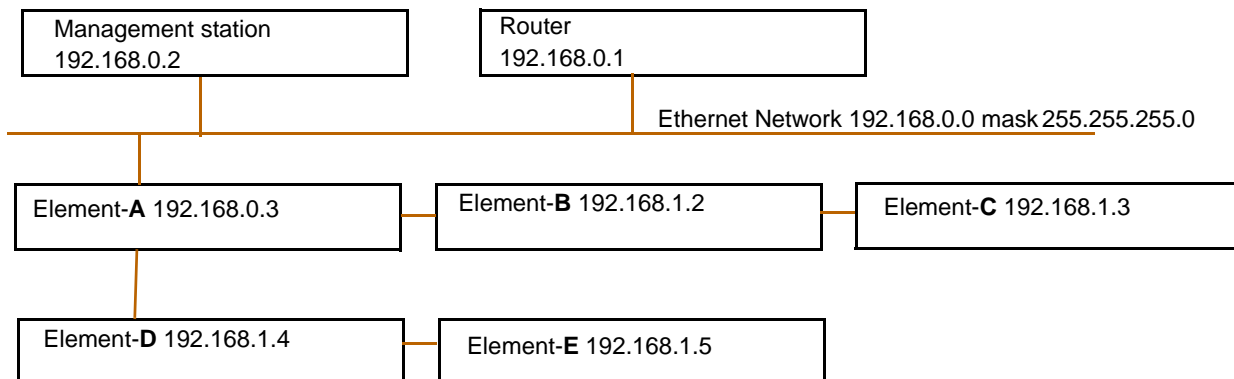 Management station
192.168.0.2
Router
192.168.0.1
Ethernet Network 192.168.0.0 mask 255.255.255.0
Element-A 192.168.0.3
Element-B 192.168.1.2
Element-C 192.168.1.3
Element-D 192.168.1.4
Element-E 192.168.1.5